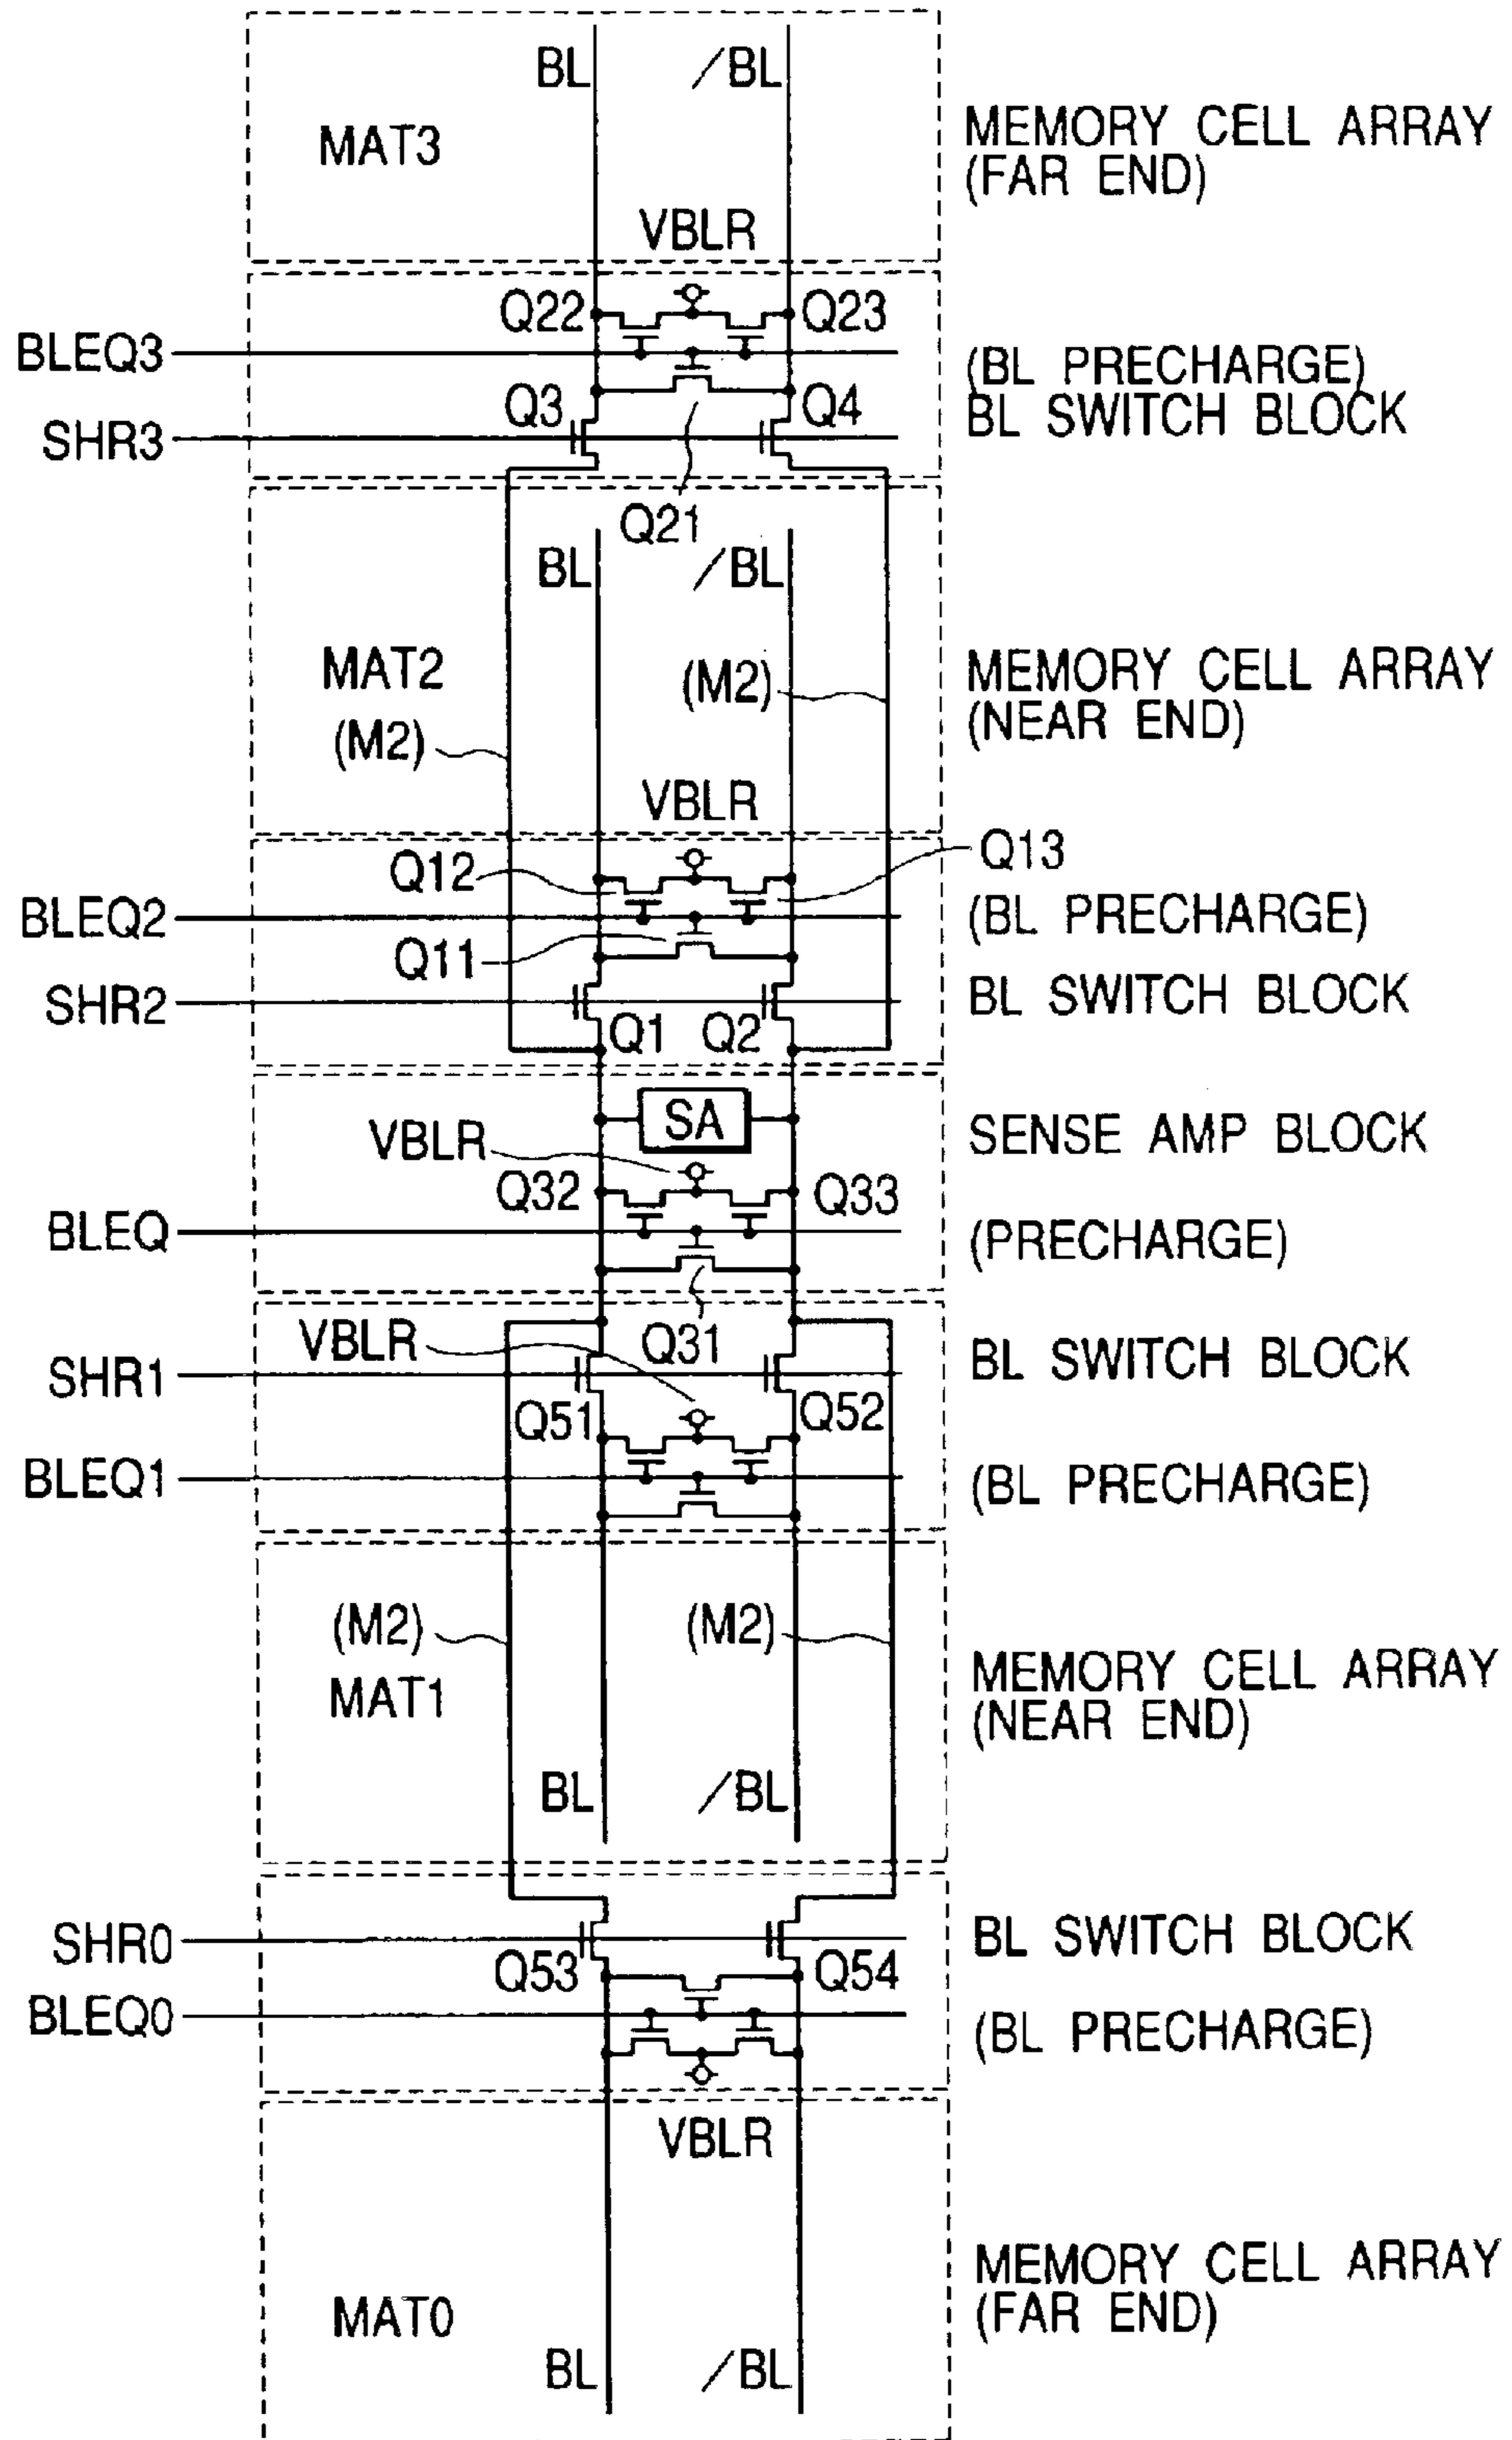 BL /BL
MAT3
MEMORY CELL ARRAY
(FAR END)
VBLR
Q22 Q23
BLEQ3
(BL PRECHARGE)
Q3 Q4
BL SWITCH BLOCK
SHR3
Q21
BL /BL
MAT2
(M2)
MEMORY CELL ARRAY
(NEAR END)
(M2)
VBLR
Q12 Q13
BLEQ2
(BL PRECHARGE)
Q11
SHR2
BL SWITCH BLOCK
Q1 Q2
SA
SENSE AMP BLOCK
VBLR
Q32 Q33
BLEQ
(PRECHARGE)
VBLR
Q31
BL SWITCH BLOCK
SHR1
Q51 Q52
BLEQ1
(BL PRECHARGE)
(M2) (M2)
MAT1
MEMORY CELL ARRAY
(NEAR END)
BL /BL
SHR0
BL SWITCH BLOCK
Q53 Q54
BLEQ0
(BL PRECHARGE)
VBLR
MAT0
MEMORY CELL ARRAY
(FAR END)
BL /BL